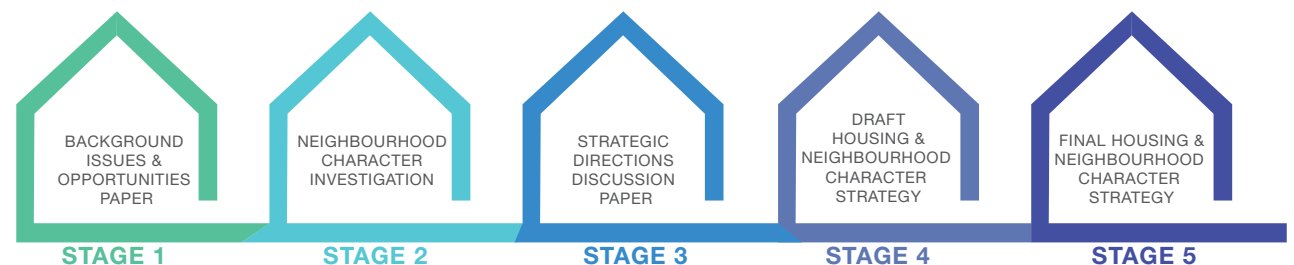 BACKGROUND
ISSUES &
OPPORTUNITIES
PAPER
STAGE 1
NEIGHBOURHOOD
CHARACTER
INVESTIGATION
STAGE 2
STRATEGIC
DIRECTIONS
DISCUSSION
PAPER
STAGE 3
DRAFT
HOUSING &
NEIGHBOURHOOD
CHARACTER
STRATEGY
STAGE 4
FINAL HOUSING &
NEIGHBOURHOOD
CHARACTER
STRATEGY
STAGE 5